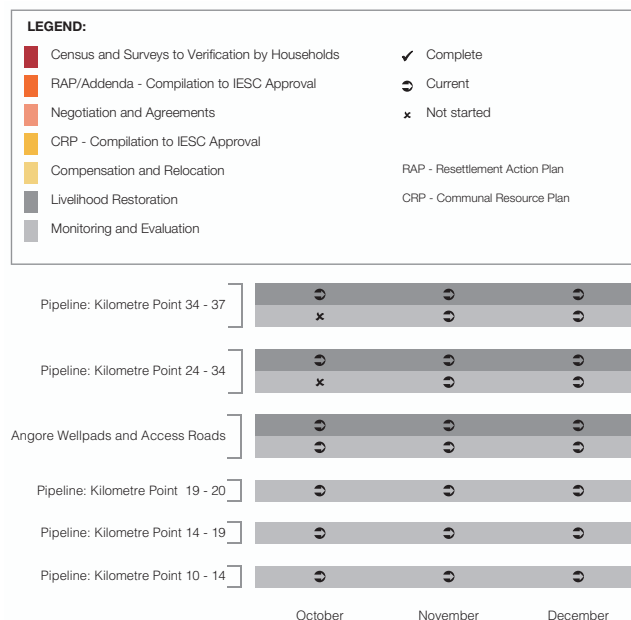 LEGEND:
Census and Surveys to Verification by Households
RAP/Addenda - Compilation to IESC Approval
Negotiation and Agreements
CRP - Compilation to IESC Approval
Compensation and Relocation
Livelihood Restoration
Monitoring and Evaluation
Complete
Current
Not started
RAP - Resettlement Action Plan
CRP - Communal Resource Plan
Pipeline: Kilometre Point 34 - 37
Pipeline: Kilometre Point 24 - 34
Angore Wellpads and Access Roads
Pipeline: Kilometre Point 19 - 20
Pipeline: Kilometre Point 14 - 19
Pipeline: Kilometre Point 10 - 14
October November December